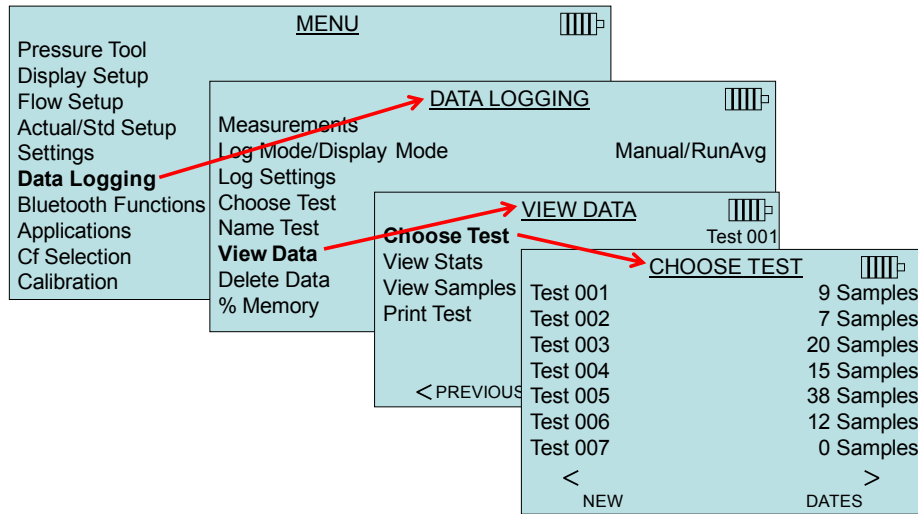 MENU
Pressure Tool
Display Setup
Flow Setup
Actual/Std Setup
Settings
Data Logging
Bluetooth Functions
Applications
Cf Selection
Calibration
DATA LOGGING
Measurements
Log Mode/Display Mode Manual/RunAvg
Log Settings
Choose Test
Name Test
View Data
Delete Data
% Memory
VIEW DATA
Choose Test Test 001
View Stats
View Samples
Print Test
< PREVIOUS
CHOOSE TEST
Test 001 9 Samples
Test 002 7 Samples
Test 003 20 Samples
Test 004 15 Samples
Test 005 38 Samples
Test 006 12 Samples
Test 007 0 Samples
< >
NEW DATES